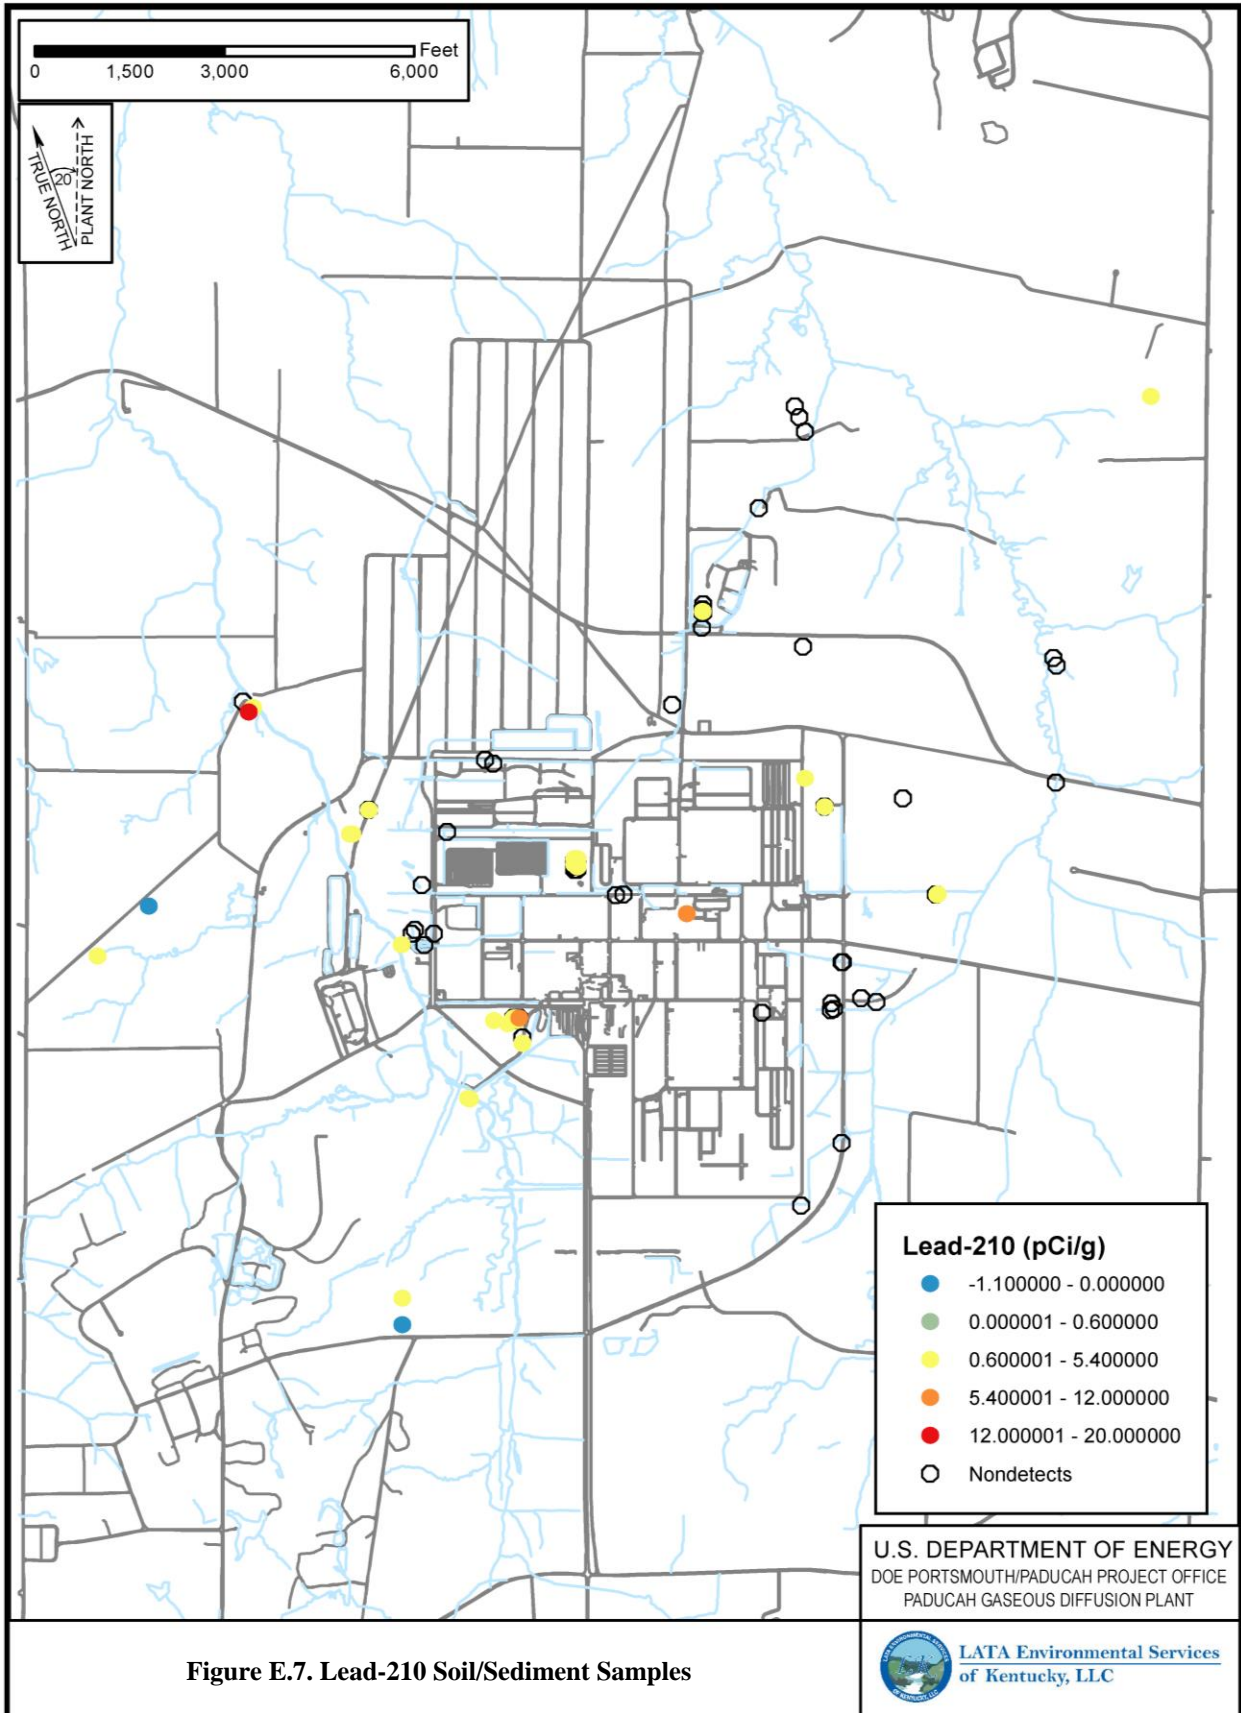 Feet
0 1,500 3,000 6,000
TRUE NORTH
20
PLANT NORTH
Lead-210 (pCi/g)
-1.100000 - 0.000000
0.000001 - 0.600000
0.600001 - 5.400000
5.400001 - 12.000000
12.000001 - 20.000000
Nondetects
U.S. DEPARTMENT OF ENERGY
DOE PORTSMOUTH/PADUCAH PROJECT OFFICE
PADUCAH GASEOUS DIFFUSION PLANT
Figure E.7. Lead-210 Soil/Sediment Samples
LATA Environmental Services
of Kentucky, LLC